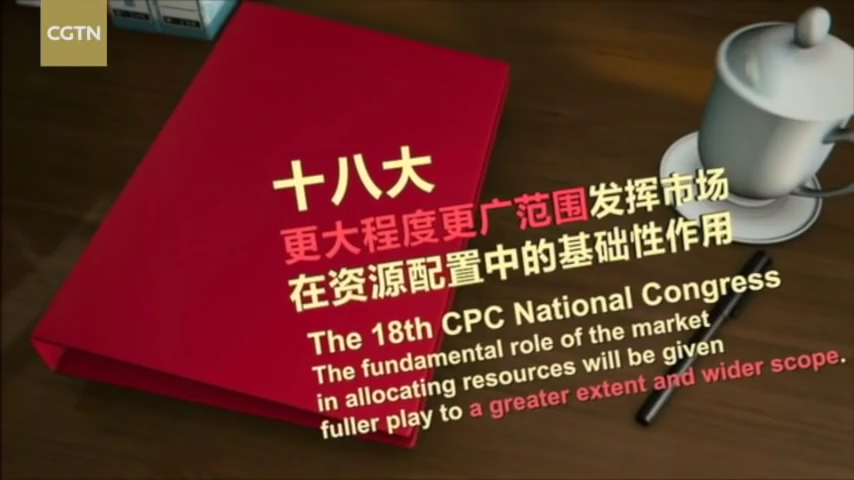 CGTN
十八大
更大程度更广范围发挥市场
在资源配置中的基础性作用
The 18th CPC National Congress
The fundamental role of the market
in allocating resources will be given
fuller play to a greater extent and wider scope.